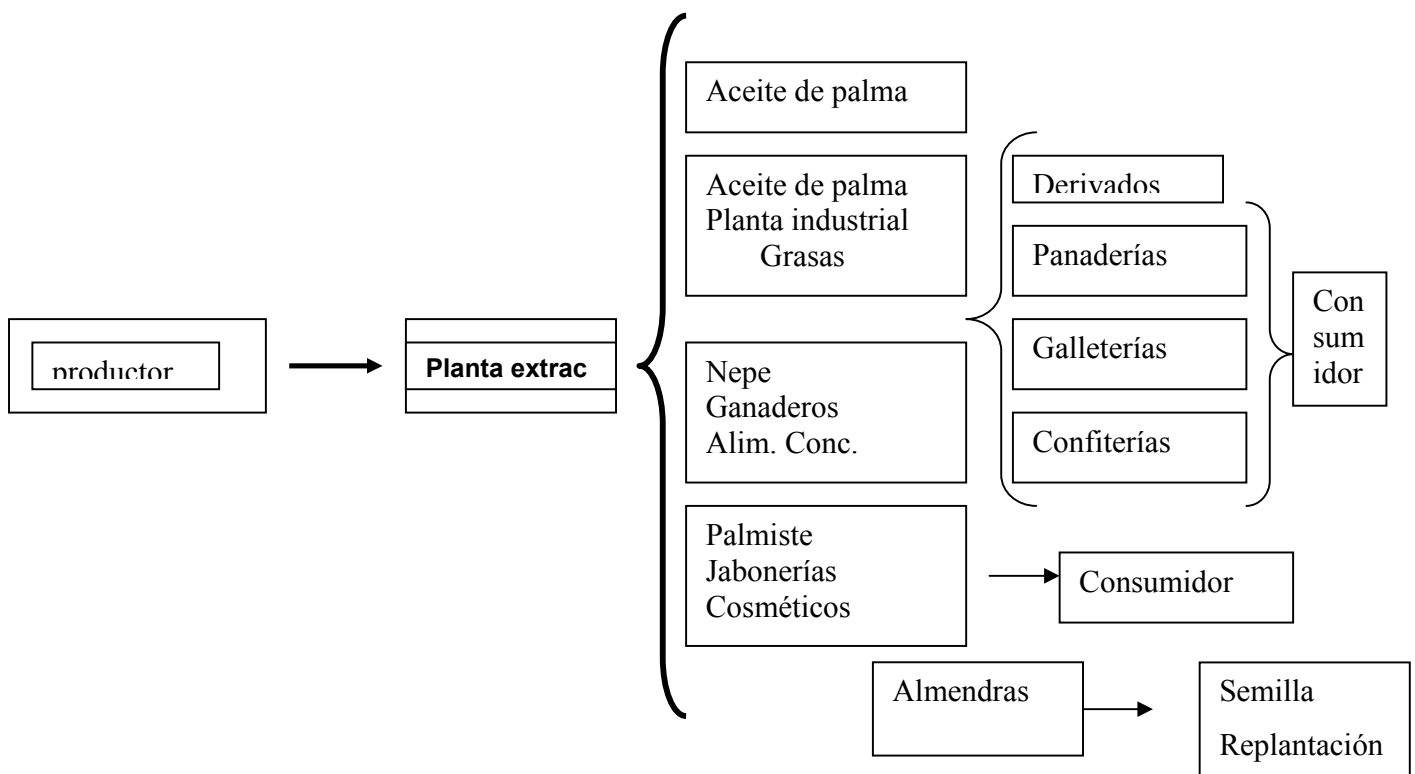 productor
Planta extrac
Aceite de palma
Aceite de palma
Planta industrial
Grasas
Nepe
Ganaderos
Alim. Conc.
Palmiste
Jabonerías
Cosméticos
Almendras
Derivados
Panaderías
Galleterías
Confiterías
Con
sum
idor
Consumidor
Semilla
Replantación